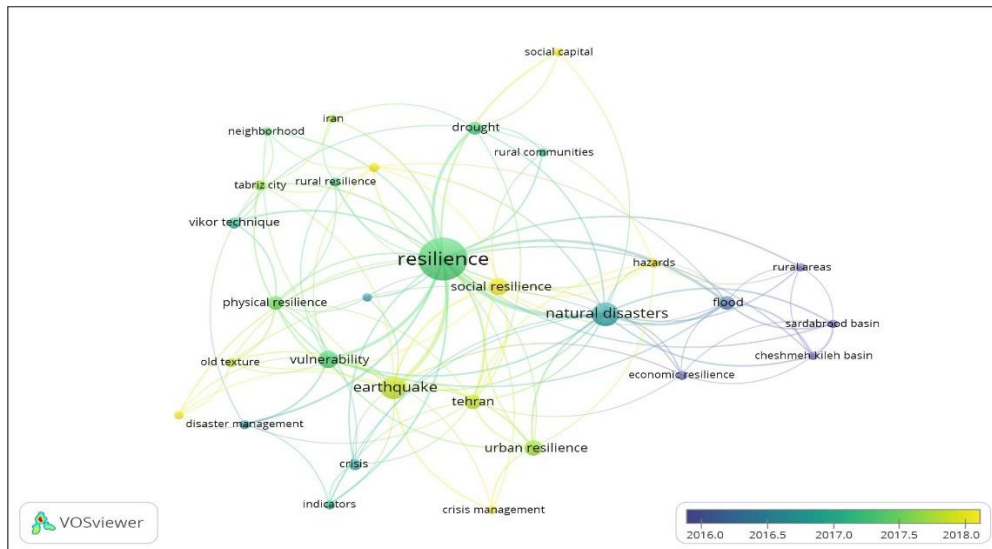 social capital
iran
drought
neighborhood
rural communities
tabriz city
rural resilience
vikor technique
resilience
hazards
rural areas
social resilience
physical resilience
flood
natural disasters
sardabrood basin
old texture
vulnerability
cheshmeh kileh basin
economic resilience
earthquake
tehran
disaster management
urban resilience
crisis
indicators
crisis management
VOSviewer
2016.0 2016.5 2017.0 2017.5 2018.0